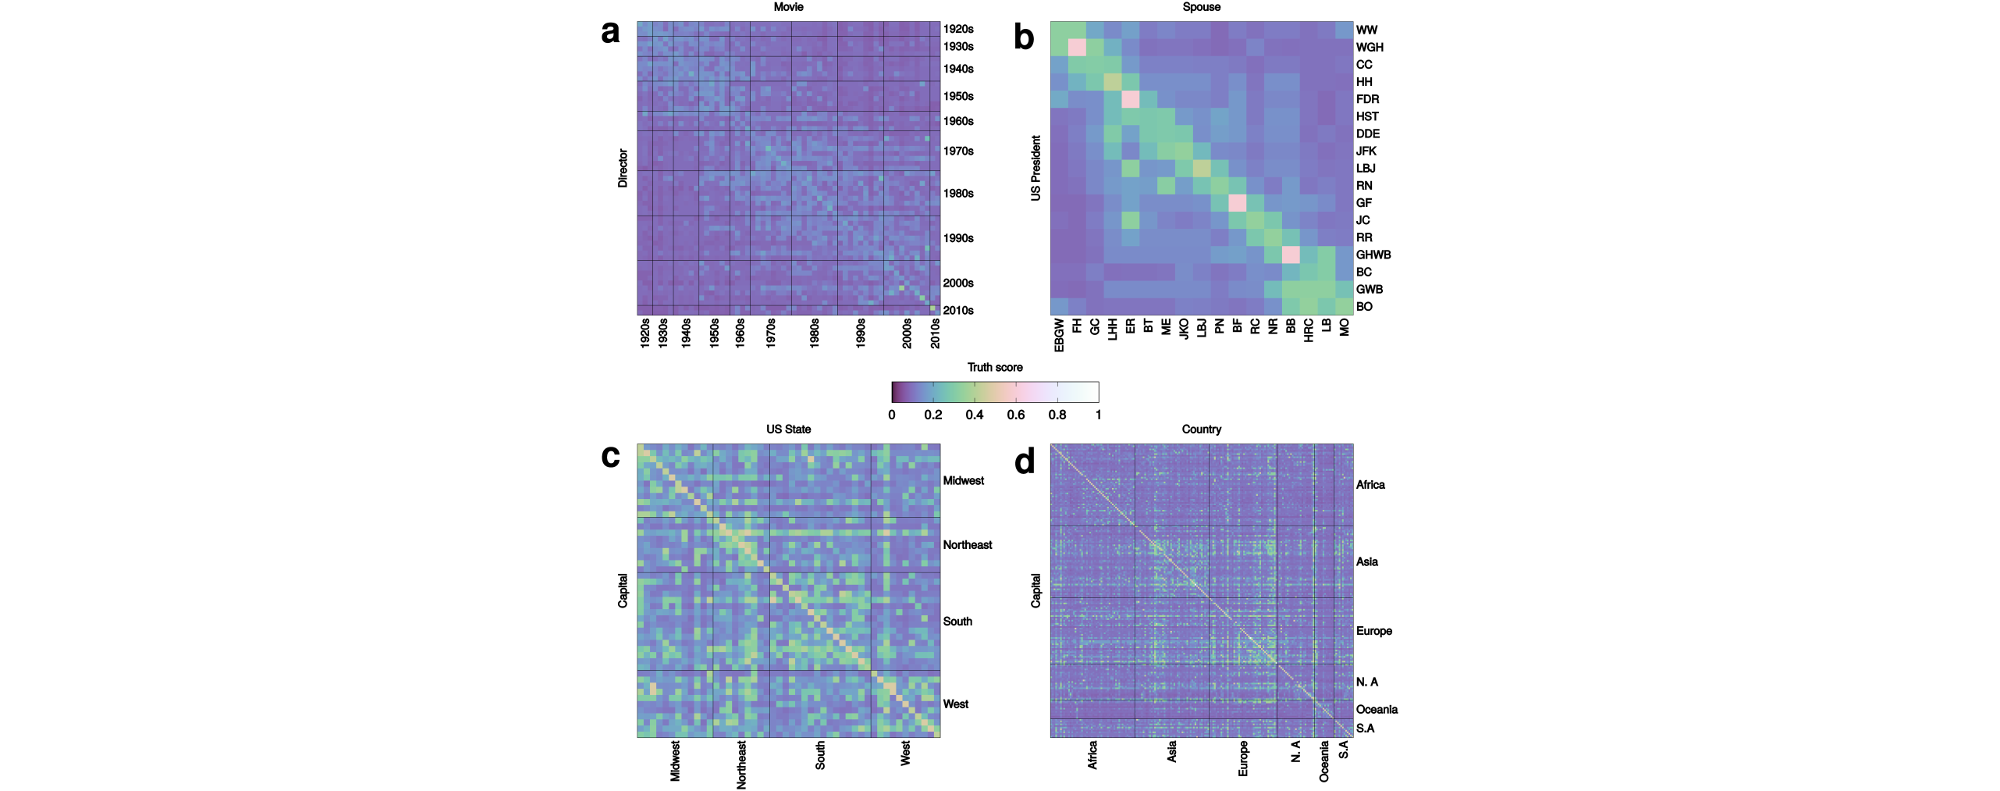 Movie
a
Director
1920s
1930s
1940s
1950s
1960s
1970s
1980s
1990s
2000s
2010s
1920s 1930s 1940s 1950s 1960s 1970s 1980s 1990s 2000s 2010s
Spouse
b
US President
WW
WGH
CC
HH
FDR
HST
DDE
JFK
LBJ
RN
GF
JC
RR
GHWB
BC
GWB
BO
EBGW FH GC LHH ER BT ME JKO LBJ PN BF RC NR BB HRC LB MO
Truth score
0 0.2 0.4 0.6 0.8 1
US State
c
Capital
Midwest
Northeast
South
West
Midwest Northeast South West
Country
d
Capital
Africa
Asia
Europe
N. A
Oceania
S.A
Africa Asia Europe N. A Oceania S.A